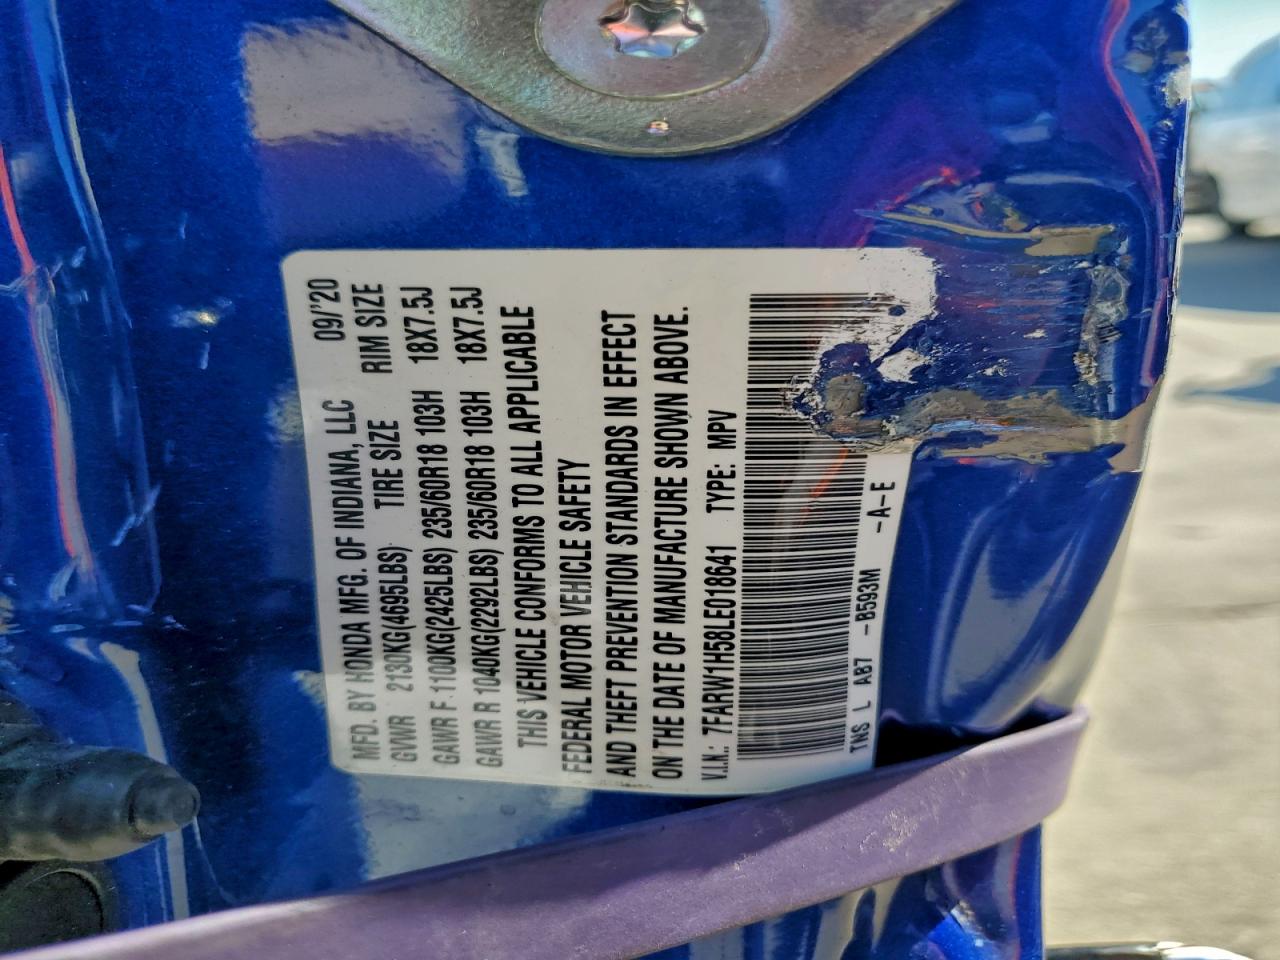 MFD. BY HONDA MFG. OF INDIANA, LLC 09/'20
GVWR 2130KG(4695LBS) TIRE SIZE RIM SIZE
GAWR F 1100KG(2425LBS) 235/60R18 103H 18X7.5J
GAWR R 1040KG(2292LBS) 235/60R18 103H 18X7.5J
THIS VEHICLE CONFORMS TO ALL APPLICABLE
FEDERAL MOTOR VEHICLE SAFETY
AND THEFT PREVENTION STANDARDS IN EFFECT
ON THE DATE OF MANUFACTURE SHOWN ABOVE.
V.I.N.: 7FARW1H58LE018641 TYPE: MPV
TNS L AB7 -B593M -A-E